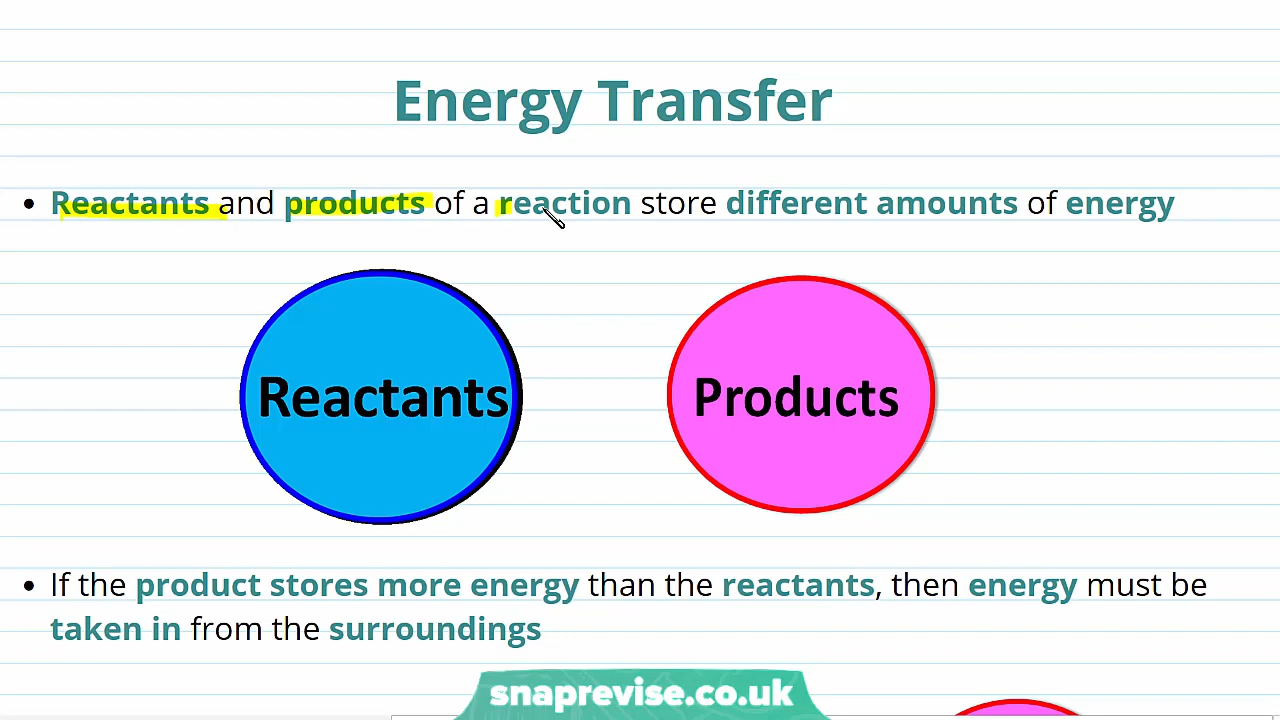 Energy Transfer
• Reactants and products of a reaction store different amounts of energy
Reactants
Products
• If the product stores more energy than the reactants, then energy must be
taken in from the surroundings
snaprevise.co.uk